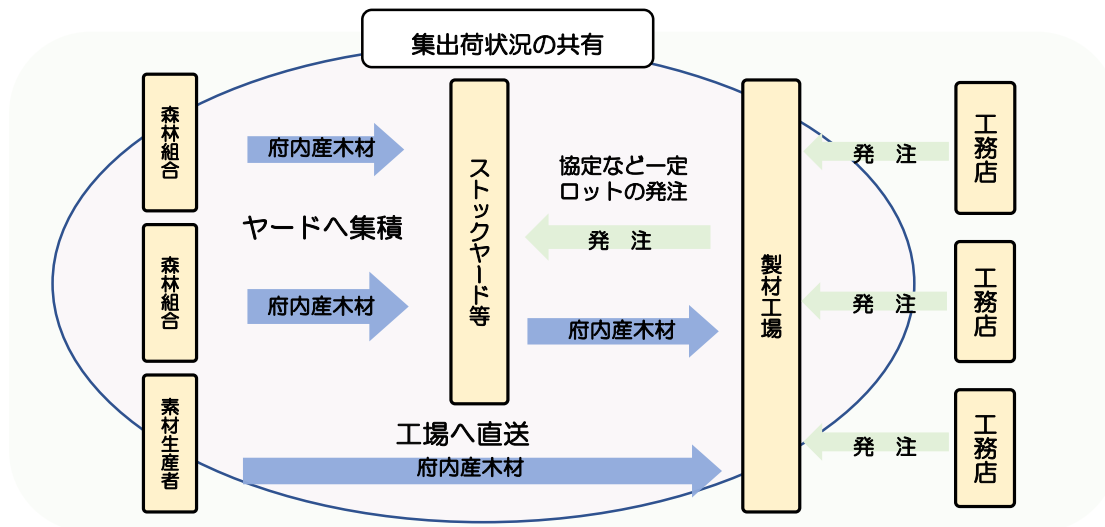 集出荷状況の共有
森林組合
森林組合
素材生産者
府内産木材
ヤードへ集積
府内産木材
ストックヤード等
協定など一定
ロットの発注
発　注
府内産木材
工場へ直送
府内産木材
製材工場
発　注
発　注
発　注
工務店
工務店
工務店